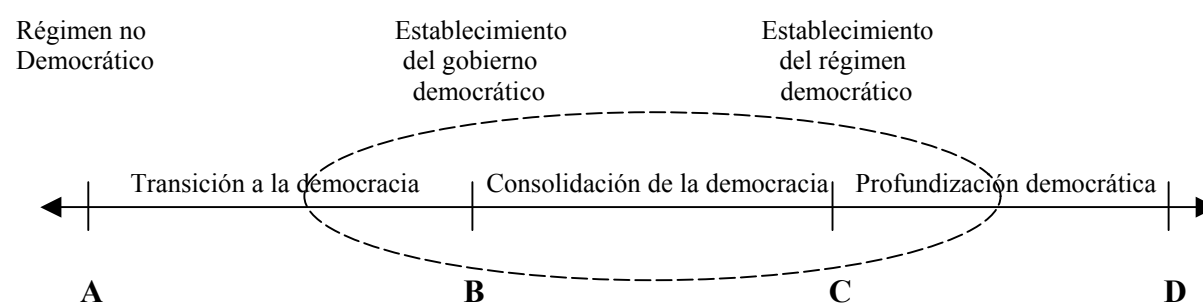 Régimen no
Democrático
Establecimiento
del gobierno
democrático
Establecimiento
del régimen
democrático
Transición a la democracia
Consolidación de la democracia
Profundización democrática
A
B
C
D